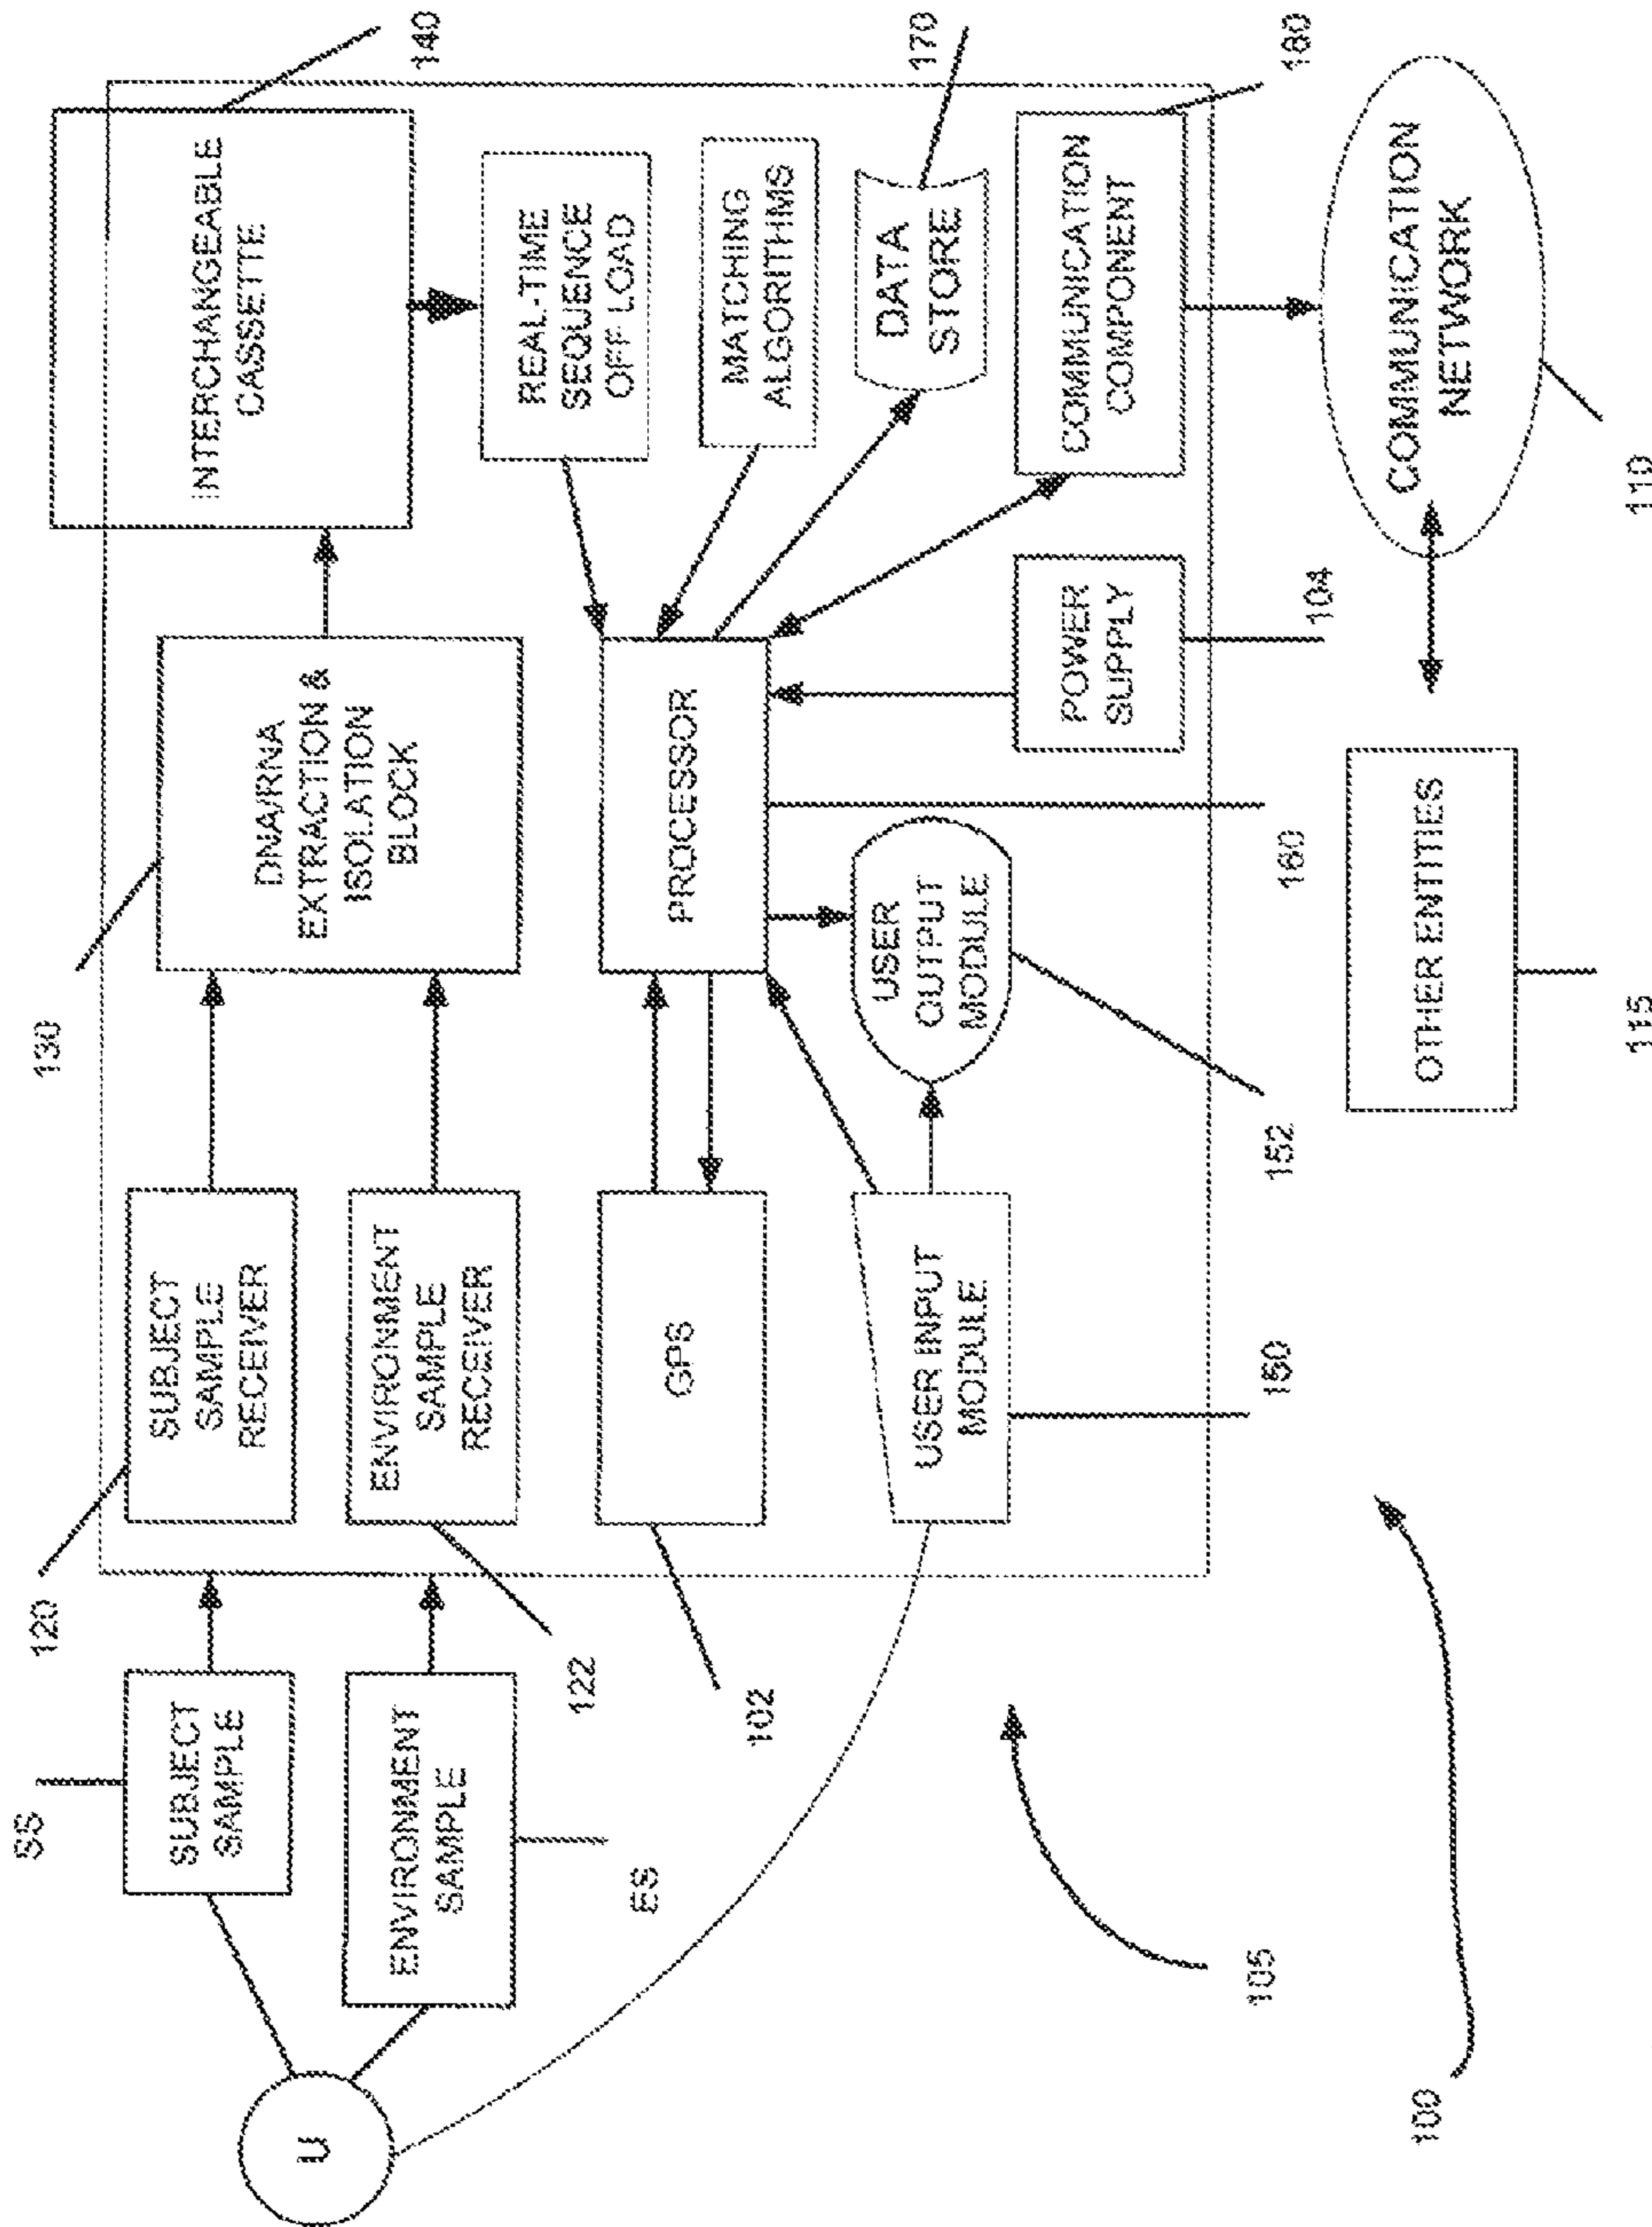 SS
120
130
SUBJECT
SAMPLE
SUBJECT
SAMPLE
RECEIVER
DNA/RNA
EXTRACTION &
ISOLATION
BLOCK
INTERCHANGEABLE
CASSETTE
140
U
ENVIRONMENT
SAMPLE
ENVIRONMENT
SAMPLE
RECEIVER
ES
122
REAL-TIME
SEQUENCE
OFF LOAD
102
GPS
PROCESSOR
MATCHING
ALGORITHMS
USER INPUT
MODULE
USER
OUTPUT
MODULE
DATA
STORE
170
POWER
SUPPLY
COMMUNICATION
COMPONENT
105
150
152
160
104
180
OTHER ENTITIES
COMMUNICATION
NETWORK
100
115
110